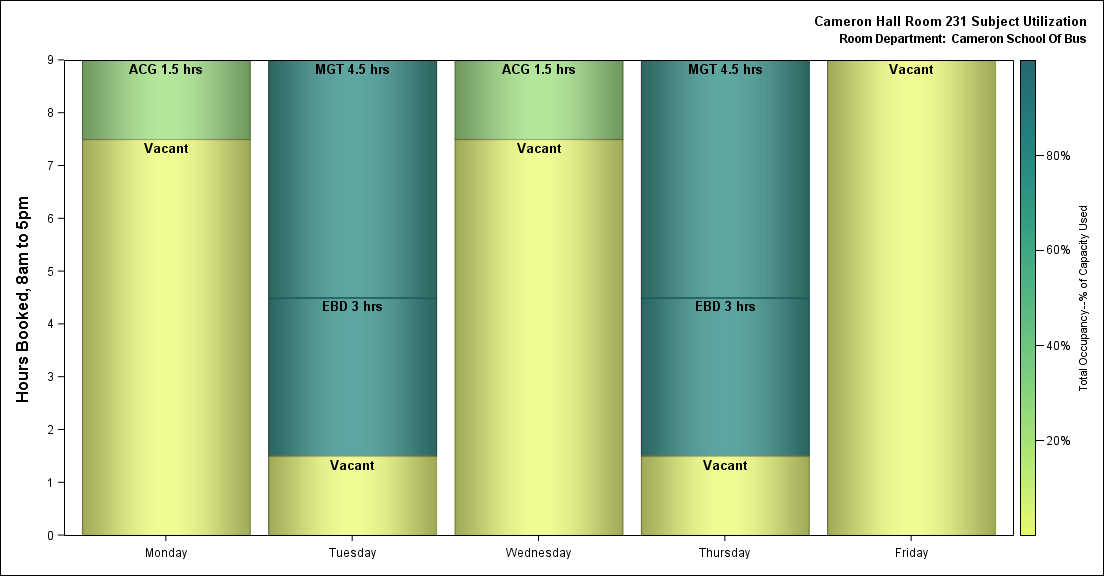 Cameron Hall Room 231 Subject Utilization
Room Department: Cameron School Of Bus
Hours Booked, 8am to 5pm
9
8
7
6
5
4
3
2
1
0
ACG 1.5 hrs
Vacant
MGT 4.5 hrs
EBD 3 hrs
Vacant
ACG 1.5 hrs
Vacant
MGT 4.5 hrs
EBD 3 hrs
Vacant
Vacant
Monday
Tuesday
Wednesday
Thursday
Friday
80%
60%
40%
20%
Total Occupancy--% of Capacity Used